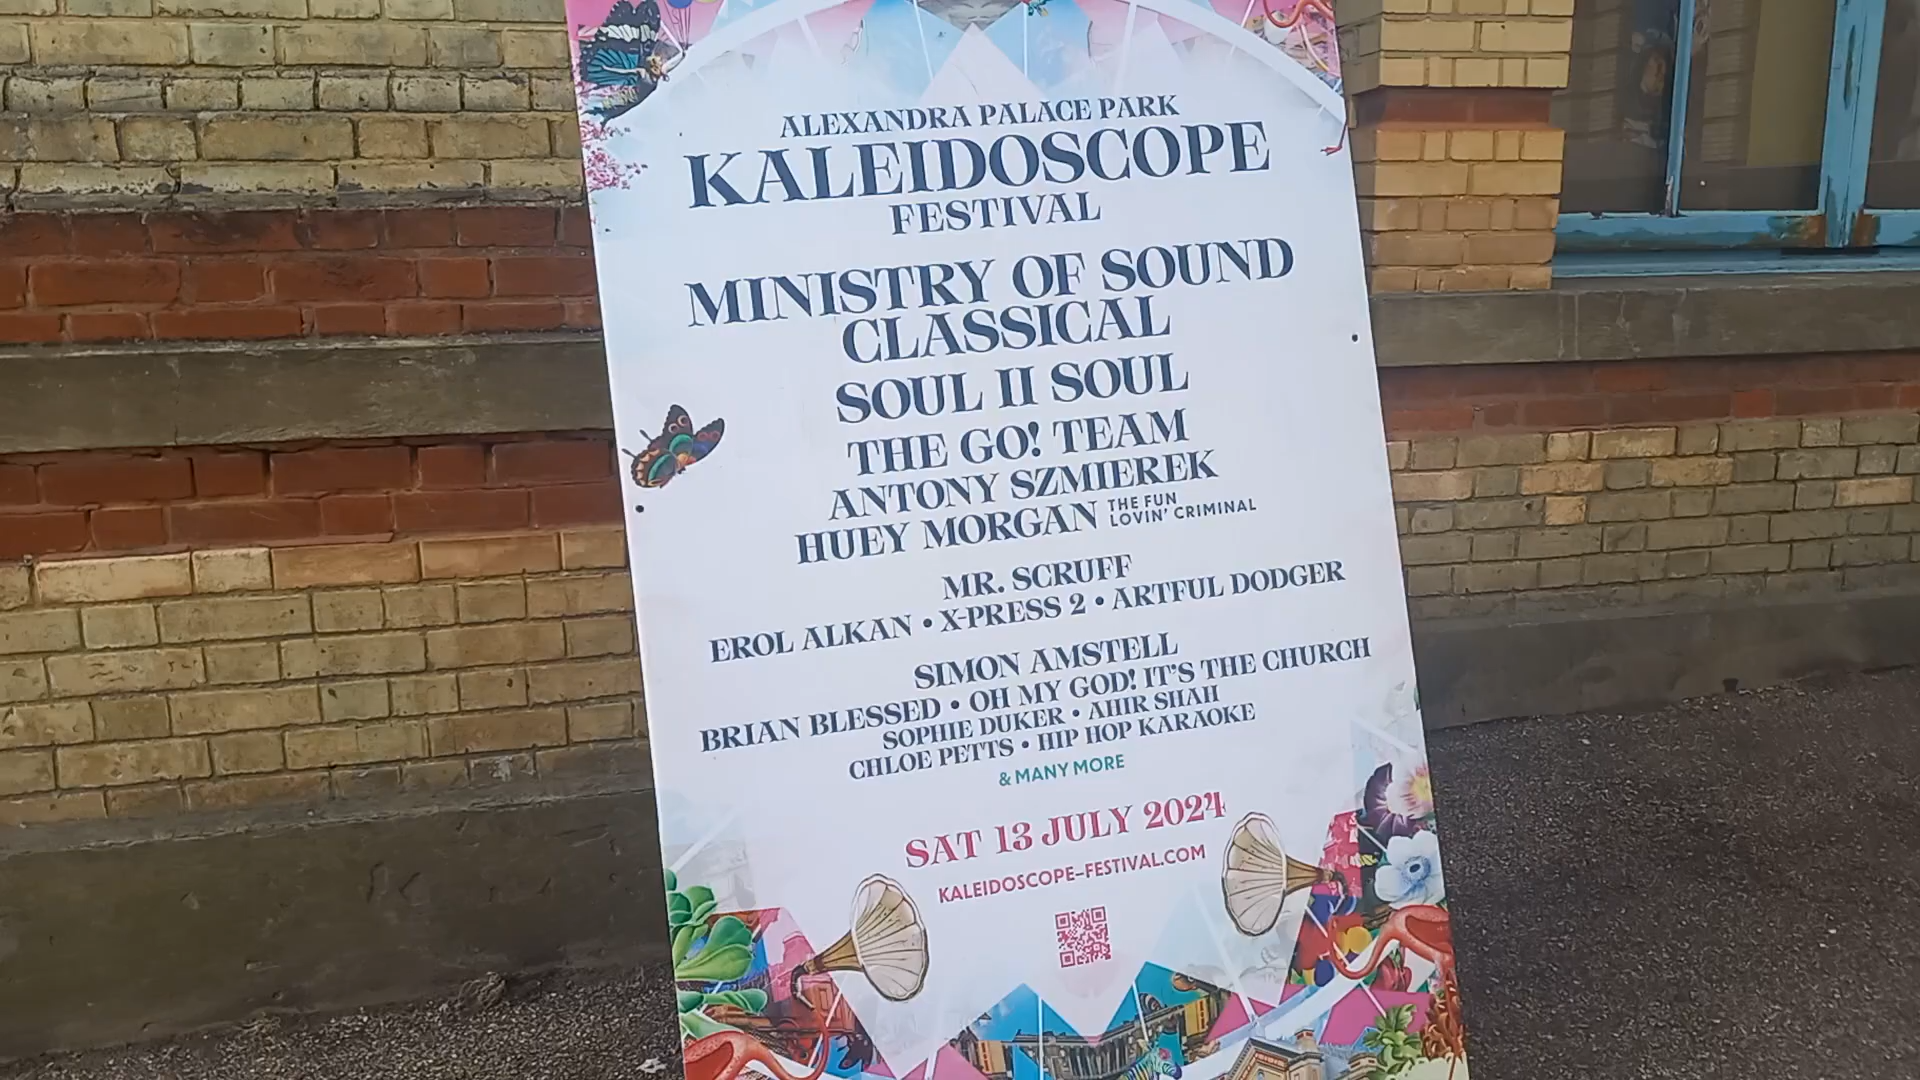 ALEXANDRA PALACE PARK
KALEIDOSCOPE
FESTIVAL
MINISTRY OF SOUND
CLASSICAL
SOUL II SOUL
THE GO! TEAM
ANTONY SZMIEREK
HUEY MORGAN THE FUN LOVIN' CRIMINAL
MR. SCRUFF
EROL ALKAN • X-PRESS 2 • ARTFUL DODGER
SIMON AMSTELL
BRIAN BLESSED • OH MY GOD! IT'S THE CHURCH
SOPHIE DUKER • AHIR SHAH
CHLOE PETTS • HIP HOP KARAOKE
& MANY MORE
SAT 13 JULY 2024
KALEIDOSCOPE-FESTIVAL.COM